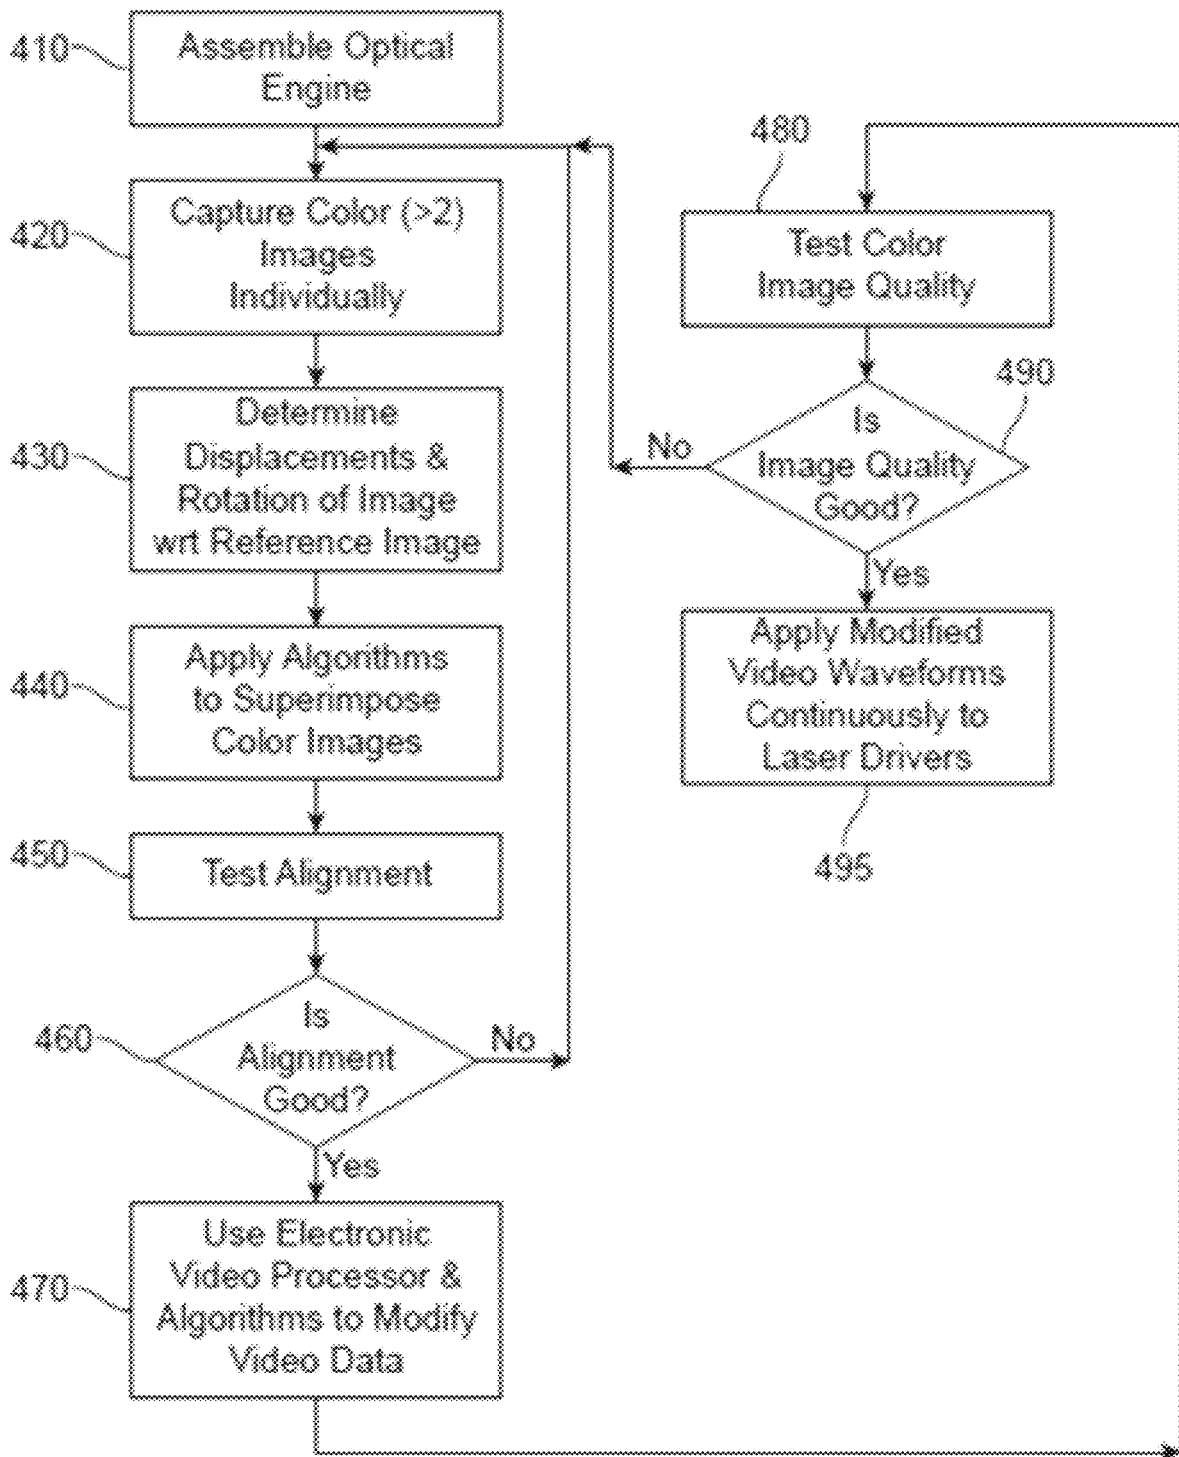 410
Assemble Optical
Engine
420
Capture Color (>2)
Images
Individually
430
Determine
Displacements &
Rotation of Image
wrt Reference Image
440
Apply Algorithms
to Superimpose
Color Images
450
Test Alignment
460
Is
Alignment
Good?
No
Yes
470
Use Electronic
Video Processor &
Algorithms to Modify
Video Data
480
Test Color
Image Quality
490
Is
Image Quality
Good?
No
Yes
Apply Modified
Video Waveforms
Continuously to
Laser Drivers
495